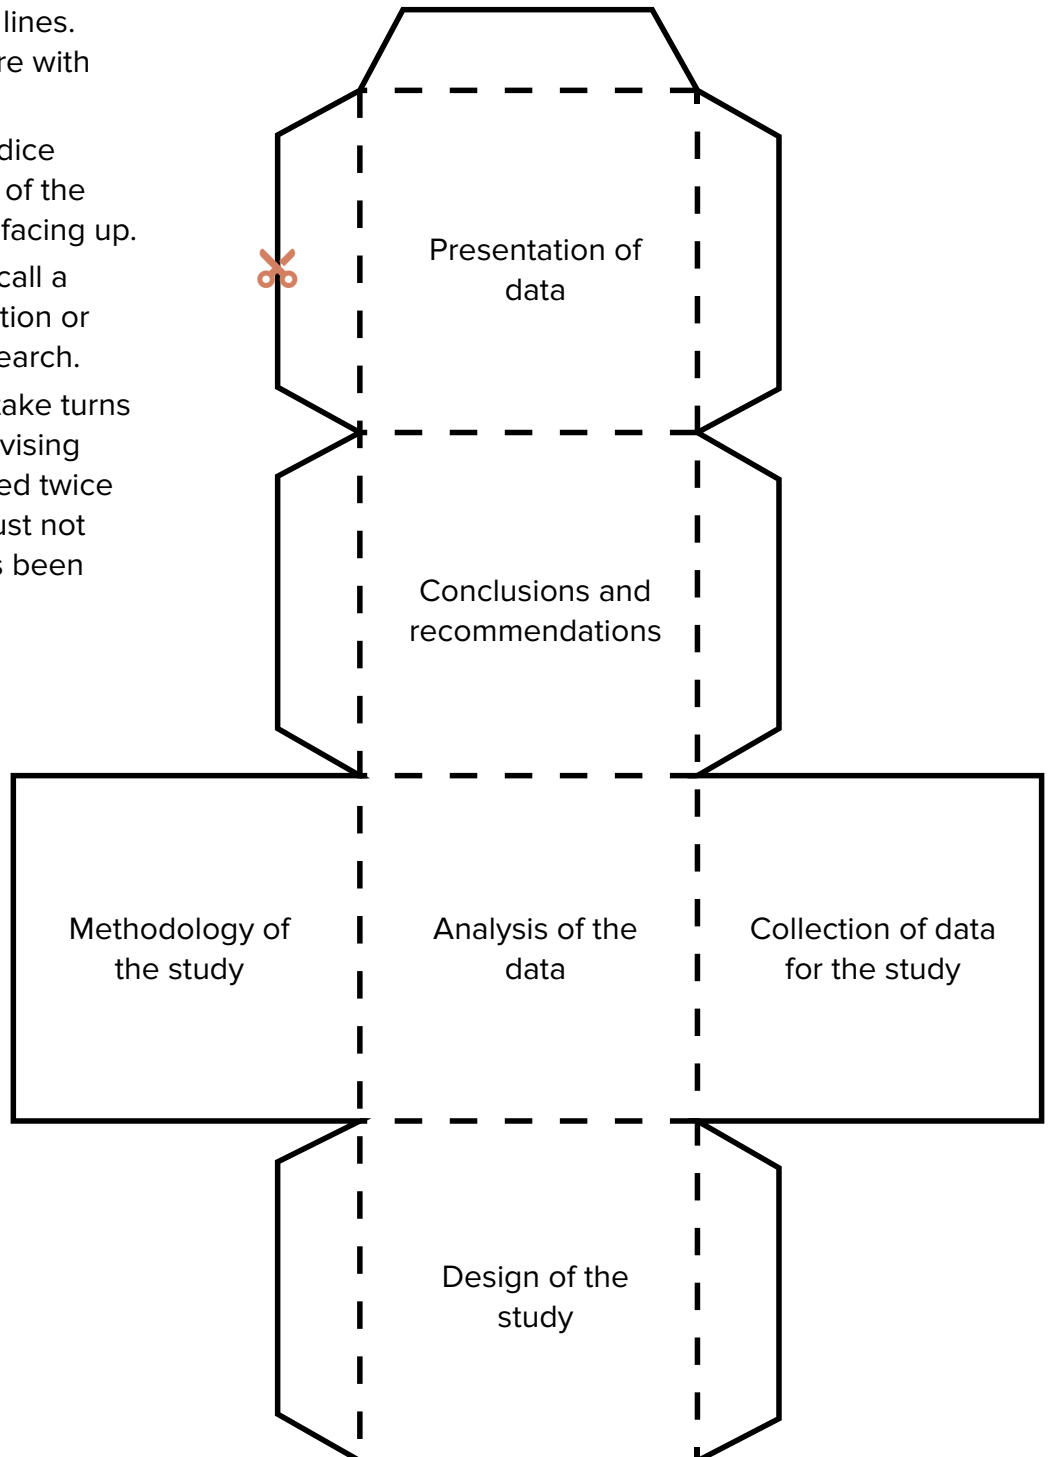 lines.
re with
dice
of the
facing up.
call a
tion or
search.
take turns
vising
ed twice
ust not
s been
Presentation of
data
Conclusions and
recommendations
Methodology of
the study
Analysis of the
data
Collection of data
for the study
Design of the
study